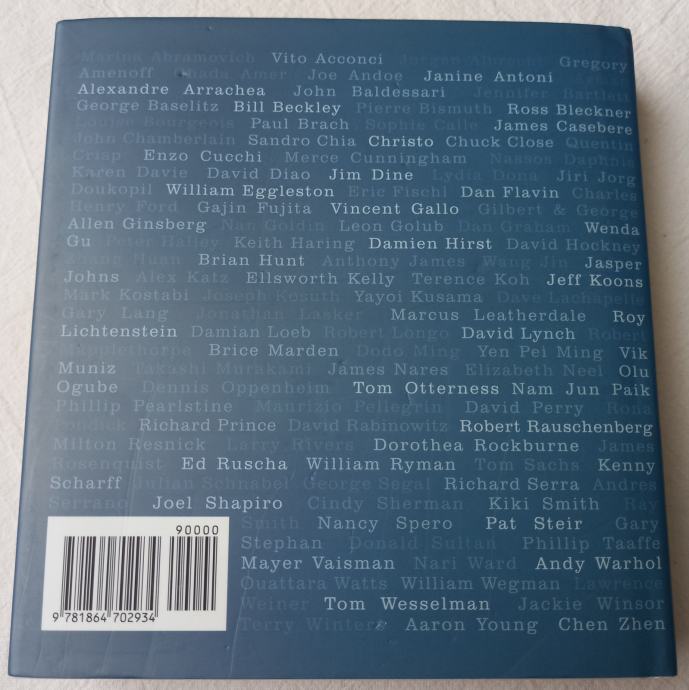 Marina Abramovich Vito Acconci Jurgen Albrecht Gregory
Amenoff Ghada Amer Joe Andoe Janine Antoni
Alexandre Arrachea John Baldessari Jennifer Bartlett
George Baselitz Bill Beckley Pierre Bismuth Ross Bleckner
Louise Bourgeois Paul Brach Sophie Calle James Casebere
John Chamberlain Sandro Chia Christo Chuck Close Quentin
Crisp Enzo Cucchi Merce Cunningham Nassos Daphnis
Karen Davie David Diao Jim Dine Lydia Dona Jiri Jorg
Doukopil William Eggleston Eric Fischl Dan Flavin Charles
Henry Ford Gajin Fujita Vincent Gallo Gilbert & George
Allen Ginsberg Nan Goldin Leon Golub Dan Graham Wenda
Gu Peter Halley Keith Haring Damien Hirst David Hockney
Zhang Huan Brian Hunt Anthony James Wang Jin Jasper
Johns Alex Katz Ellsworth Kelly Terence Koh Jeff Koons
Mark Kostabi Joseph Kosuth Yayoi Kusama Dave Lachapelle
Gary Lang Jonathan Lasker Marcus Leatherdale Roy
Lichtenstein Damian Loeb Robert Longo David Lynch Robert
Mapplethorpe Brice Marden Dodo Ming Yen Pei Ming Vik
Muniz Takashi Murakami James Nares Elizabeth Neel Olu
Ogube Dennis Oppenheim Tom Otterness Nam Jun Paik
Phillip Pearlstine Maurizio Pellegrin David Perry Rona
Pondick Richard Prince David Rabinowitz Robert Rauschenberg
Milton Resnick Larry Rivers Dorothea Rockburne James
Rosenquist Ed Ruscha William Ryman Tom Sachs Kenny
Scharff Julian Schnabel George Segal Richard Serra Andres
Serrano Joel Shapiro Cindy Sherman Kiki Smith Ray
Smith Nancy Spero Pat Steir Gary
Stephan Donald Sultan Phillip Taaffe
Mayer Vaisman Nari Ward Andy Warhol
Ouattara Watts William Wegman Lawrence
Weiner Tom Wesselman Jackie Winsor
Terry Winters Aaron Young Chen Zhen
90000
9 781864 702934